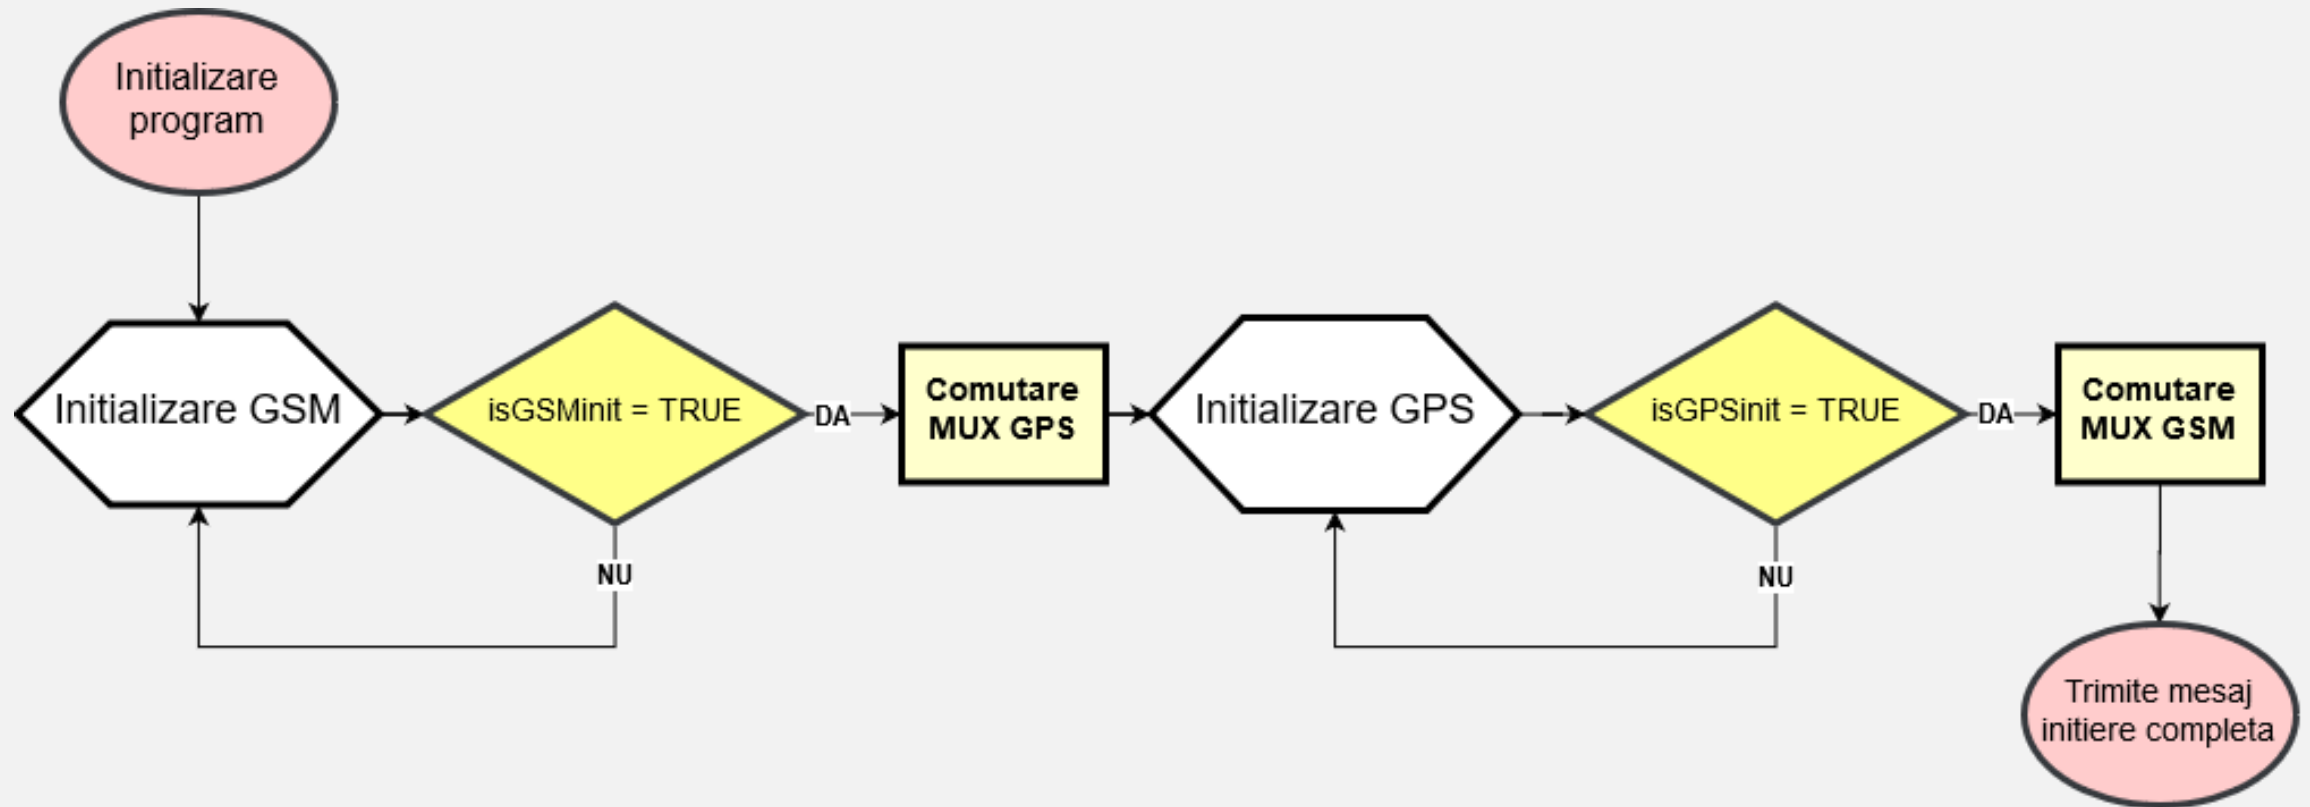 Initializare
program
Initializare GSM
isGSMinit = TRUE
DA
NU
Comutare
MUX GPS
Initializare GPS
isGPSinit = TRUE
DA
NU
Comutare
MUX GSM
Trimite mesaj
initiere completa